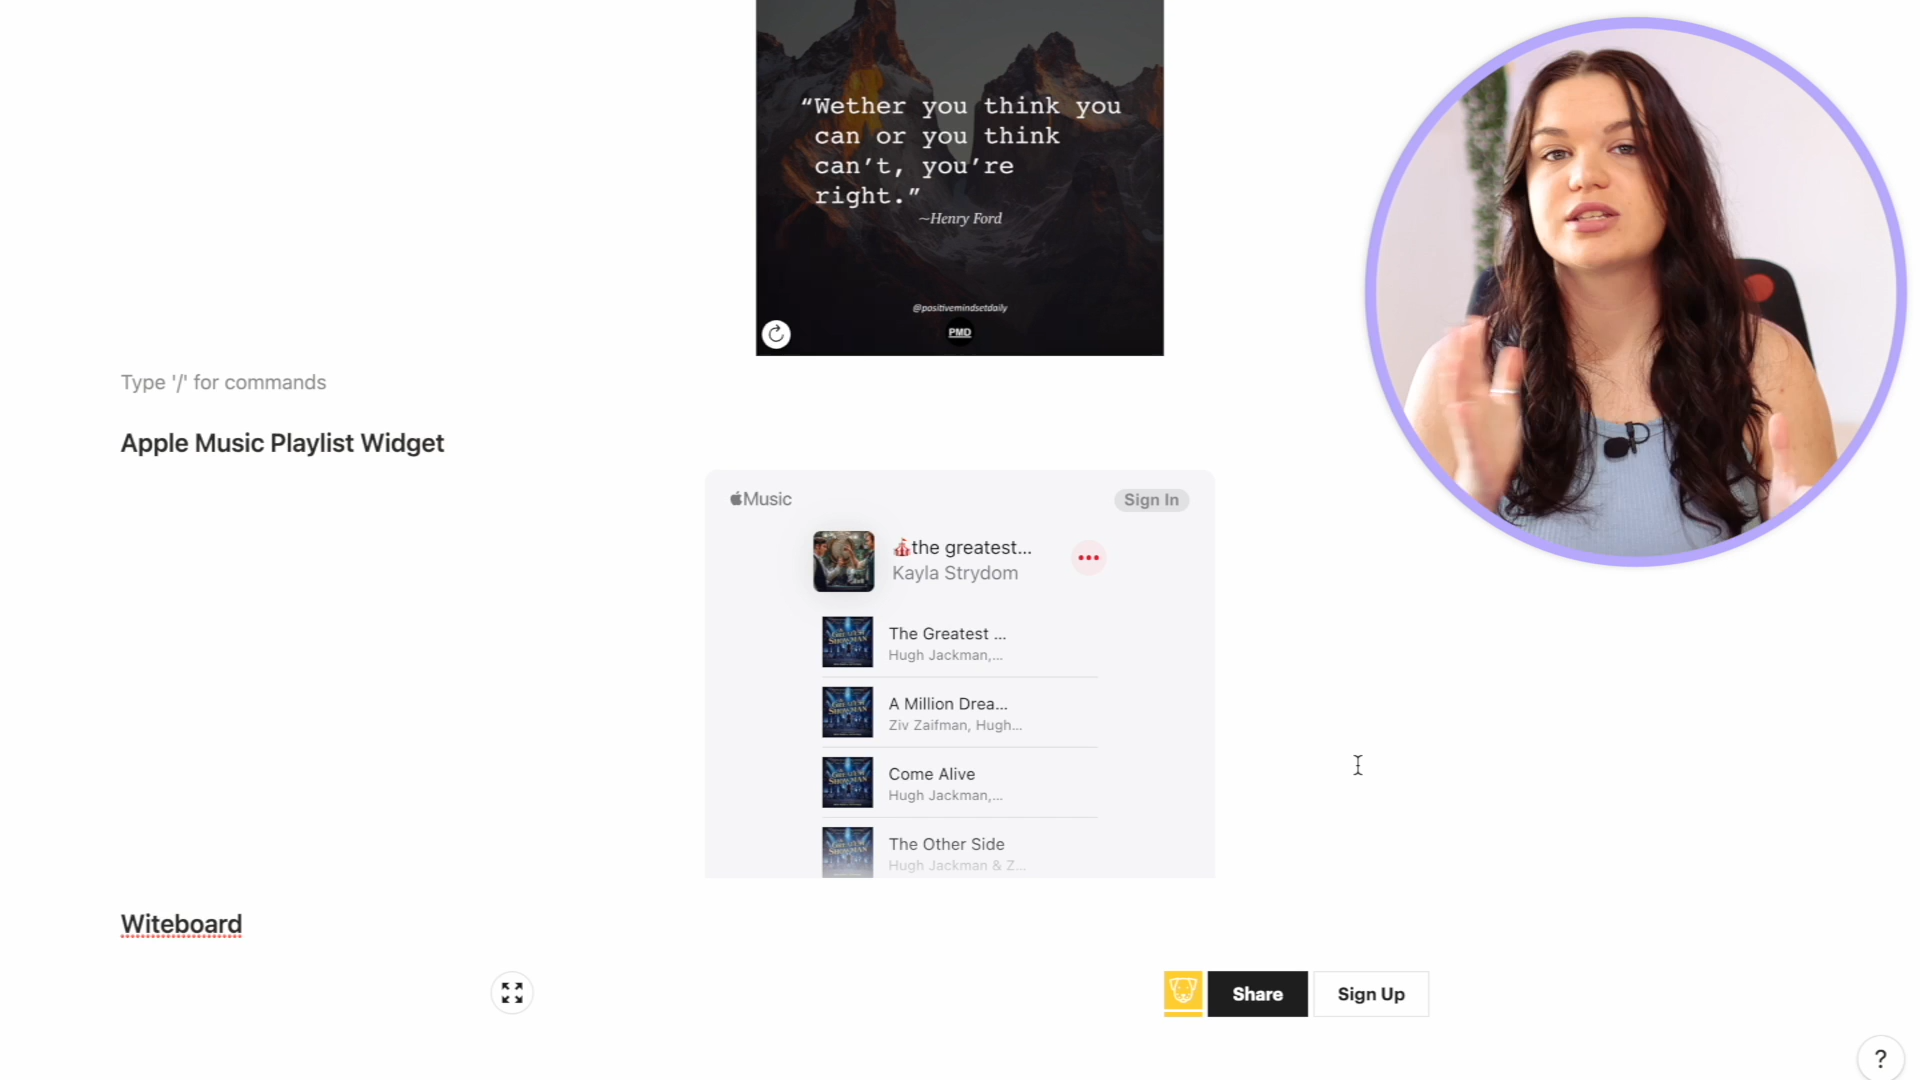 “Wether you think you
can or you think
can’t, you’re
right.”
~Henry Ford
@positivemindsetdaily
PMD
Type '/' for commands
Apple Music Playlist Widget
Music
Sign In
the greatest...
Kayla Strydom
The Greatest ...
Hugh Jackman,...
A Million Drea...
Ziv Zaifman, Hugh...
Come Alive
Hugh Jackman,...
The Other Side
Hugh Jackman & Z...
Witeboard
Share
Sign Up
?